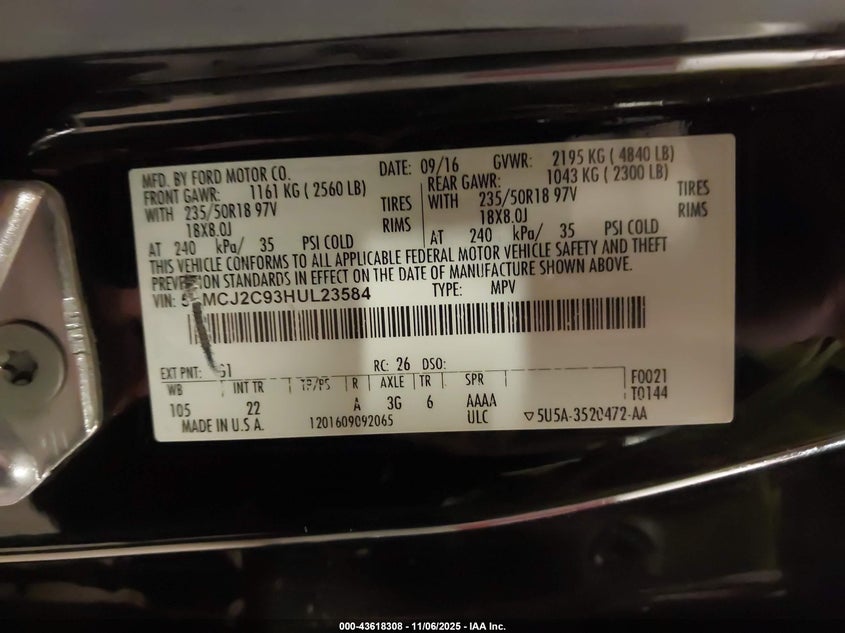 MFD. BY FORD MOTOR CO. DATE: 09/16 GVWR: 2195 KG ( 4840 LB)
FRONT GAWR: 1161 KG ( 2560 LB) REAR GAWR: 1043 KG ( 2300 LB)
WITH 235/50R18 97V TIRES WITH 235/50R18 97V TIRES
18X8.0J RIMS 18X8.0J RIMS
AT 240 kPa/ 35 PSI COLD AT 240 kPa/ 35 PSI COLD
THIS VEHICLE CONFORMS TO ALL APPLICABLE FEDERAL MOTOR VEHICLE SAFETY AND THEFT
PREVENTION STANDARDS IN EFFECT ON THE DATE OF MANUFACTURE SHOWN ABOVE.
VIN: MCJ2C93HUL23584 TYPE: MPV
EXT PNT: G1 RC: 26 DSO:
WB INT TR TP/PS R AXLE TR SPR F0021
105 22 A 3G 6 AAAA T0144
MADE IN U.S.A. 1201609092065 ULC ▽5U5A-3520472-AA
000-43618308 - 11/06/2025 - IAA Inc.